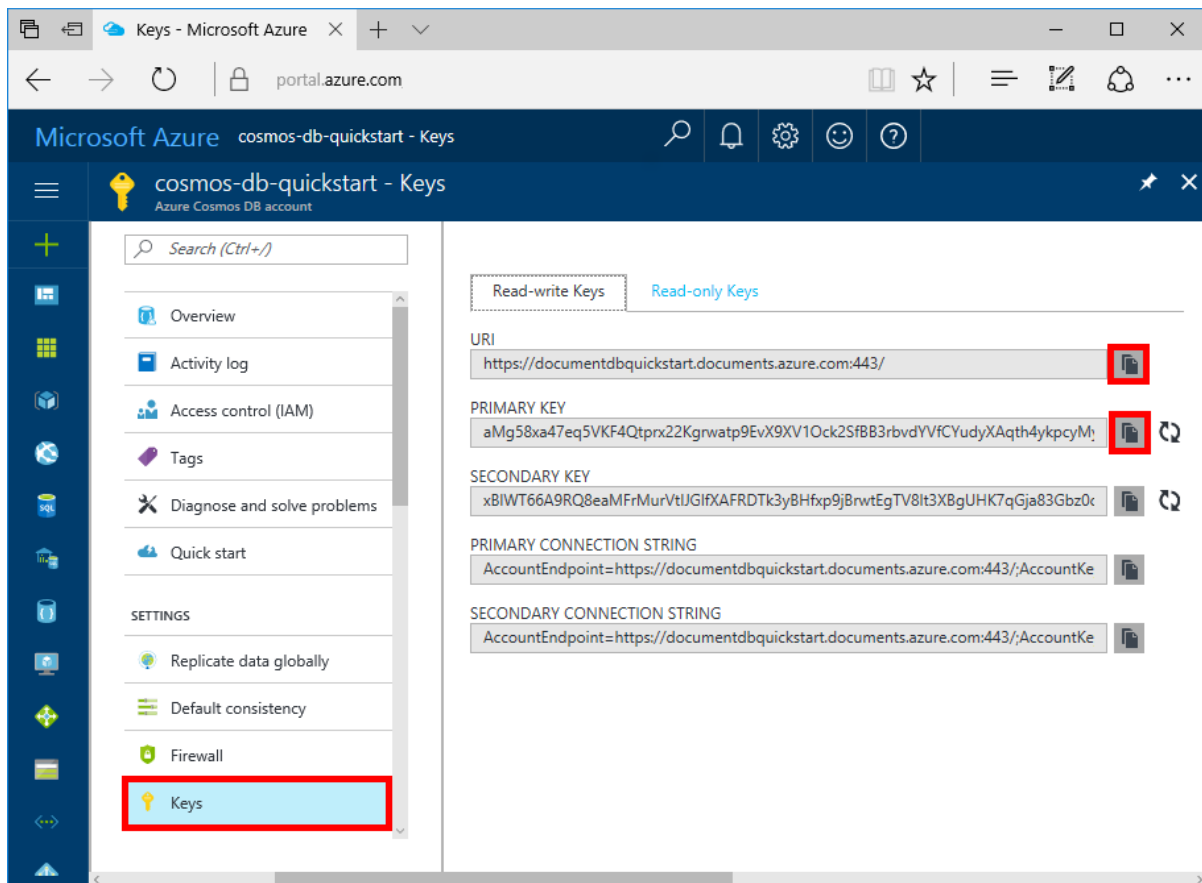 Keys - Microsoft Azure
portal.azure.com
Microsoft Azure cosmos-db-quickstart - Keys
cosmos-db-quickstart - Keys
Azure Cosmos DB account
Search (Ctrl+/)
Overview
Activity log
Access control (IAM)
Tags
Diagnose and solve problems
Quick start
SETTINGS
Replicate data globally
Default consistency
Firewall
Keys
Read-write Keys Read-only Keys
URI
https://documentdbquickstart.documents.azure.com:443/
PRIMARY KEY
aMg58xa47eq5VKF4Qtprx22Kgrwatp9EvX9XV1Ock2SfBB3rbvdYVfCYudyXAqth4ykpcyMy
SECONDARY KEY
PRIMARY CONNECTION STRING
AccountEndpoint=https://documentdbquickstart.documents.azure.com:443/;AccountKe
SECONDARY CONNECTION STRING
AccountEndpoint=https://documentdbquickstart.documents.azure.com:443/;AccountKe
SQL